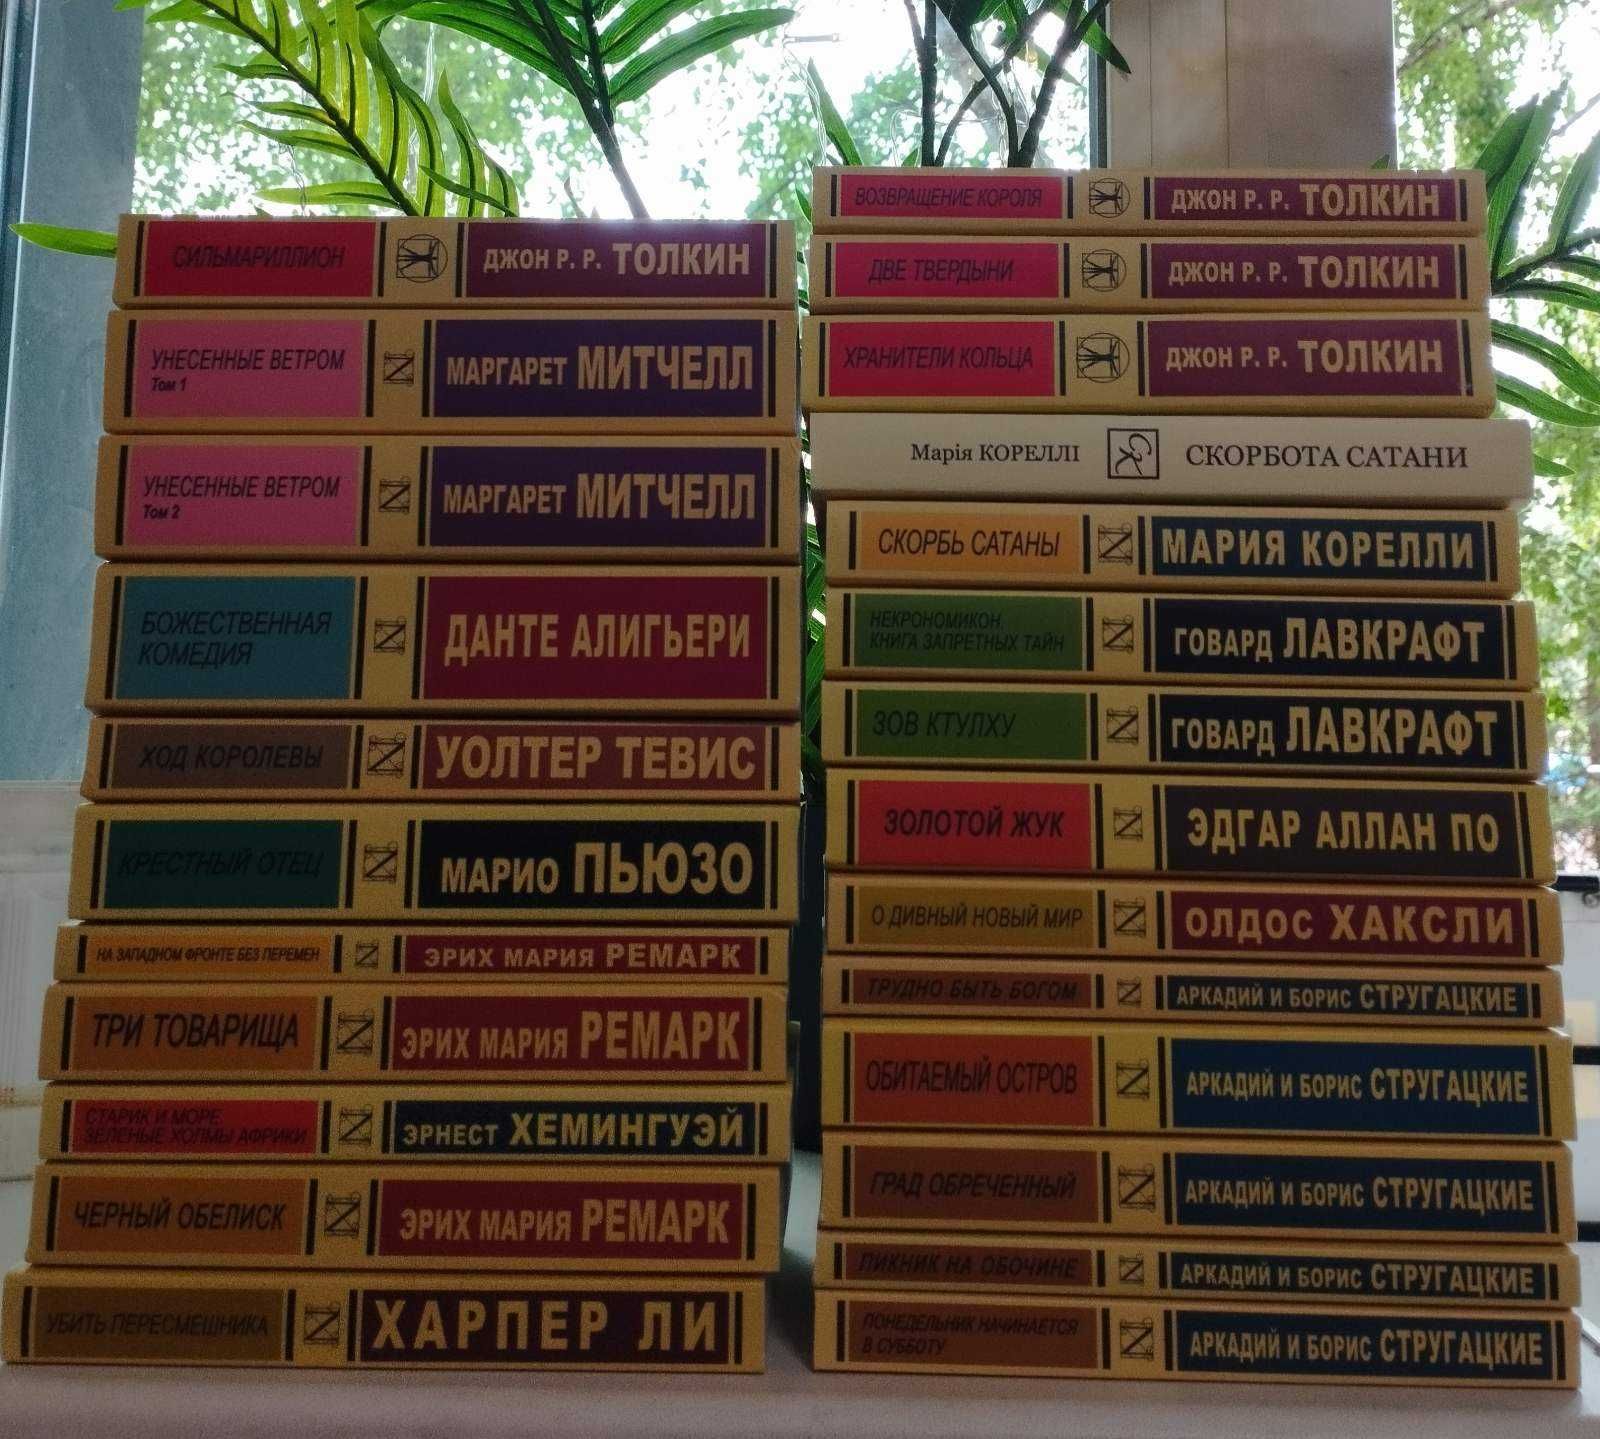 СИЛЬМАРИЛЛИОН ДЖОН Р. Р. ТОЛКИН
УНЕСЕННЫЕ ВЕТРОМ МАРГАРЕТ МИТЧЕЛЛ
Том 1
УНЕСЕННЫЕ ВЕТРОМ МАРГАРЕТ МИТЧЕЛЛ
Том 2
БОЖЕСТВЕННАЯ
КОМЕДИЯ
ДАНТЕ АЛИГЬЕРИ
ХОД КОРОЛЕВЫ УОЛТЕР ТЕВИС
КРЕСТНЫЙ ОТЕЦ МАРИО ПЬЮЗО
НА ЗАПАДНОМ ФРОНТЕ БЕЗ ПЕРЕМЕН ЭРИХ МАРИЯ РЕМАРК
ТРИ ТОВАРИЩА ЭРИХ МАРИЯ РЕМАРК
СТАРИК И МОРЕ
ЗЕЛЕНЫЕ ХОЛМЫ АФРИКИ
ЭРНЕСТ ХЕМИНГУЭЙ
ЧЕРНЫЙ ОБЕЛИСК ЭРИХ МАРИЯ РЕМАРК
УБИТЬ ПЕРЕСМЕШНИКА ХАРПЕР ЛИ
ВОЗВРАЩЕНИЕ КОРОЛЯ ДЖОН Р. Р. ТОЛКИН
ДВЕ ТВЕРДЫНИ ДЖОН Р. Р. ТОЛКИН
ХРАНИТЕЛИ КОЛЬЦА ДЖОН Р. Р. ТОЛКИН
Марія КОРЕЛЛІ СКОРБОТА САТАНИ
СКОРБЬ САТАНЫ МАРИЯ КОРЕЛЛИ
НЕКРОНОМИКОН.
КНИГА ЗАПРЕТНЫХ ТАЙН
ГОВАРД ЛАВКРАФТ
ЗОВ КТУЛХУ ГОВАРД ЛАВКРАФТ
ЗОЛОТОЙ ЖУК ЭДГАР АЛЛАН ПО
О ДИВНЫЙ НОВЫЙ МИР ОЛДОС ХАКСЛИ
ТРУДНО БЫТЬ БОГОМ АРКАДИЙ И БОРИС СТРУГАЦКИЕ
ОБИТАЕМЫЙ ОСТРОВ АРКАДИЙ И БОРИС СТРУГАЦКИЕ
ГРАД ОБРЕЧЕННЫЙ АРКАДИЙ И БОРИС СТРУГАЦКИЕ
ПИКНИК НА ОБОЧИНЕ АРКАДИЙ И БОРИС СТРУГАЦКИЕ
ПОНЕДЕЛЬНИК НАЧИНАЕТСЯ
В СУББОТУ
АРКАДИЙ И БОРИС СТРУГАЦКИЕ